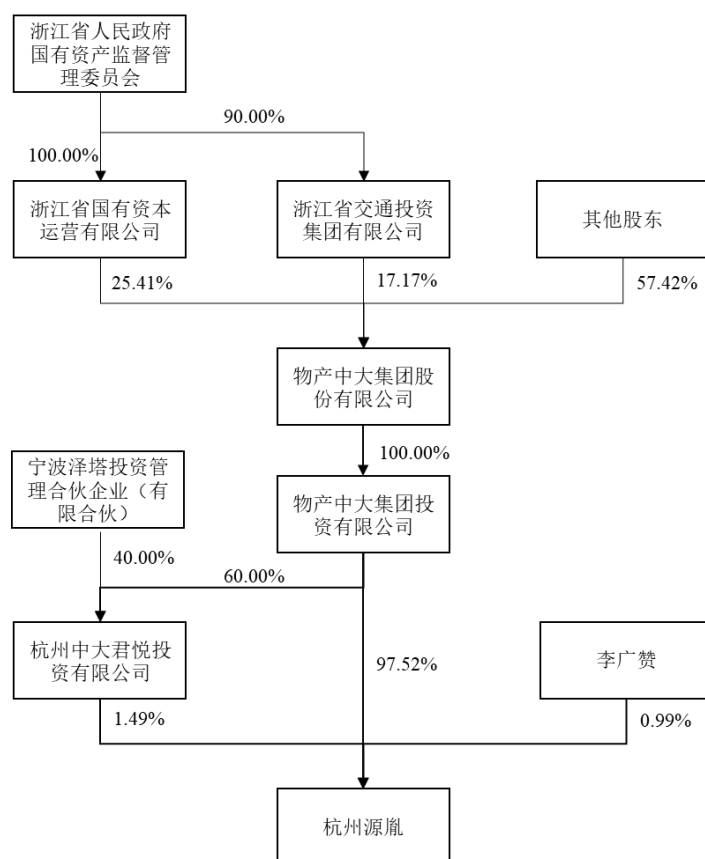 浙江省人民政府
国有资产监督管
理委员会
90.00%
100.00%
浙江省国有资本
运营有限公司
浙江省交通投资
集团有限公司
其他股东
25.41%
17.17%
57.42%
物产中大集团股
份有限公司
100.00%
宁波泽塔投资管
理合伙企业（有
限合伙）
物产中大集团投
资有限公司
40.00%
60.00%
杭州中大君悦投
资有限公司
97.52%
李广赞
1.49%
0.99%
杭州源胤